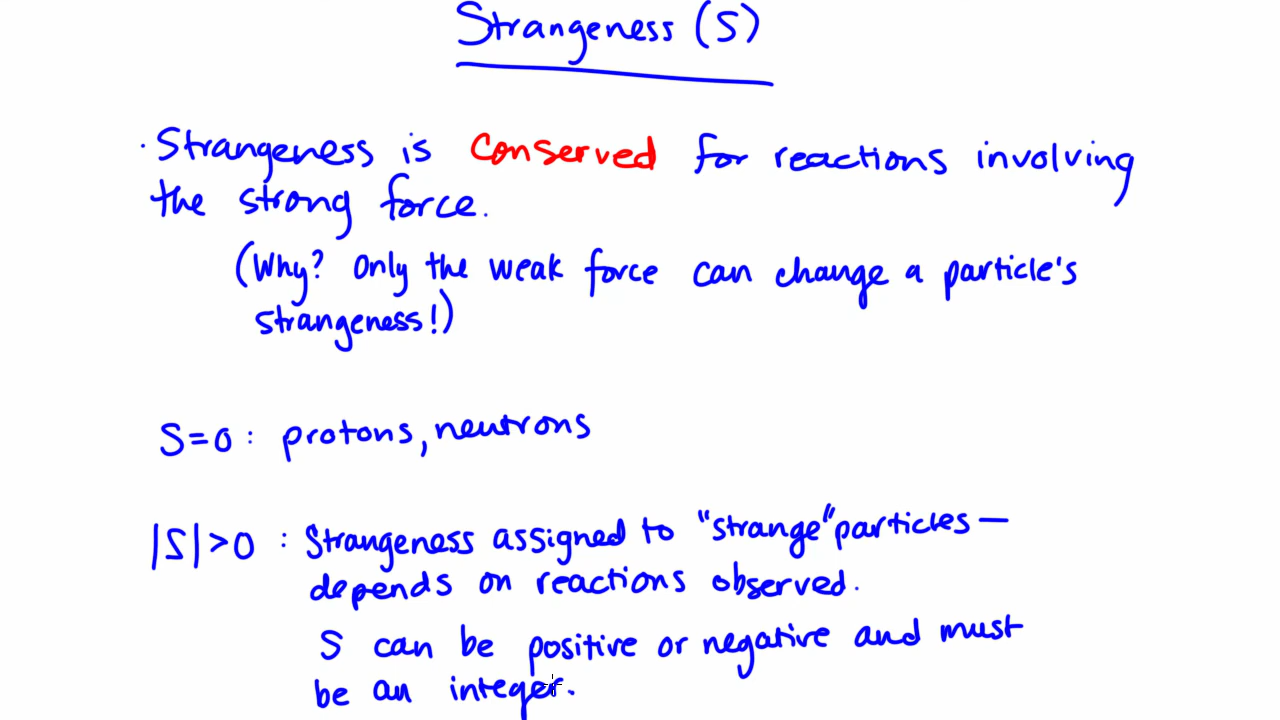 Strangeness (S)
· Strangeness is conserved for reactions involving
the strong force.
(Why? Only the weak force can change a particle's
strangeness!)
S=0: protons, neutrons
|S|>0 : Strangeness assigned to "strange" particles —
depends on reactions observed.
S can be positive or negative and must
be an integer.